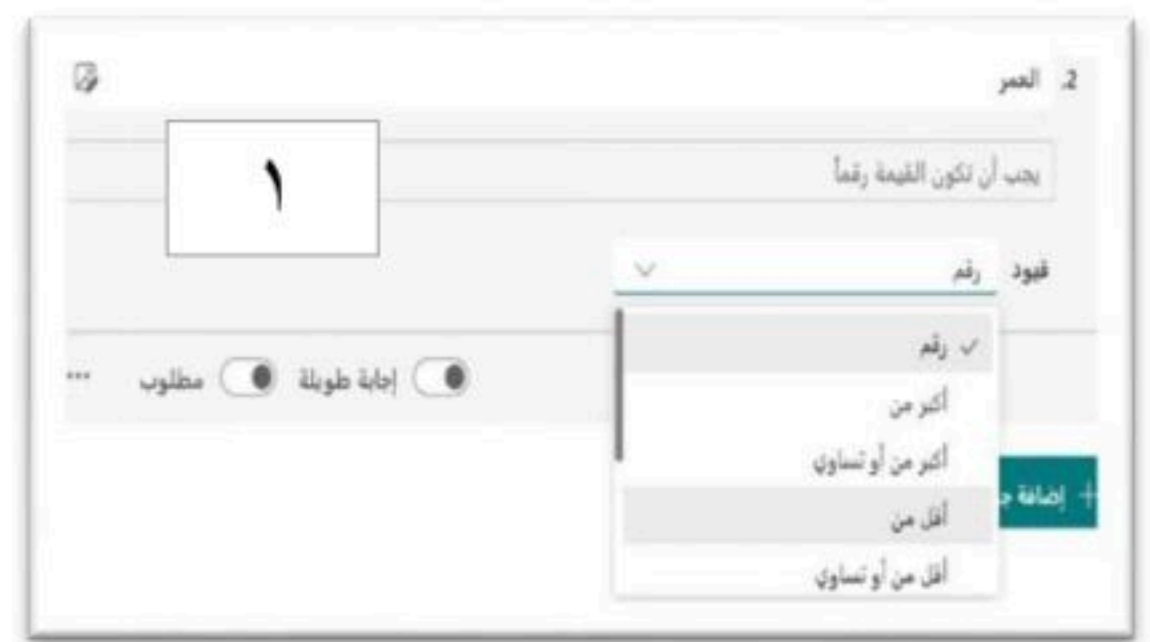 2. العمر
يجب أن تكون القيمة رقماً
١
قيود رقم
رقم
أكبر من
أكبر من أو تساوي
أقل من
أقل من أو تساوي
إجابة طويلة مطلوب ...
+ إضافة ج